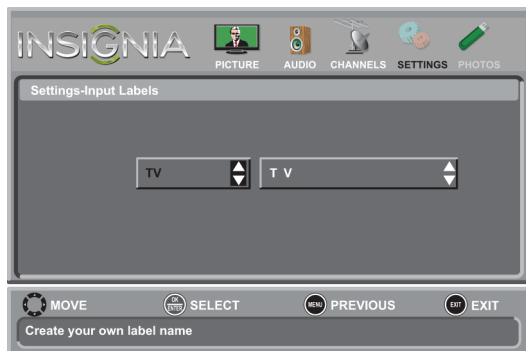 INSIGNIA
PICTURE AUDIO CHANNELS SETTINGS PHOTOS
Settings-Input Labels
TV T V
MOVE OK ENTER SELECT MENU PREVIOUS EXIT EXIT
Create your own label name